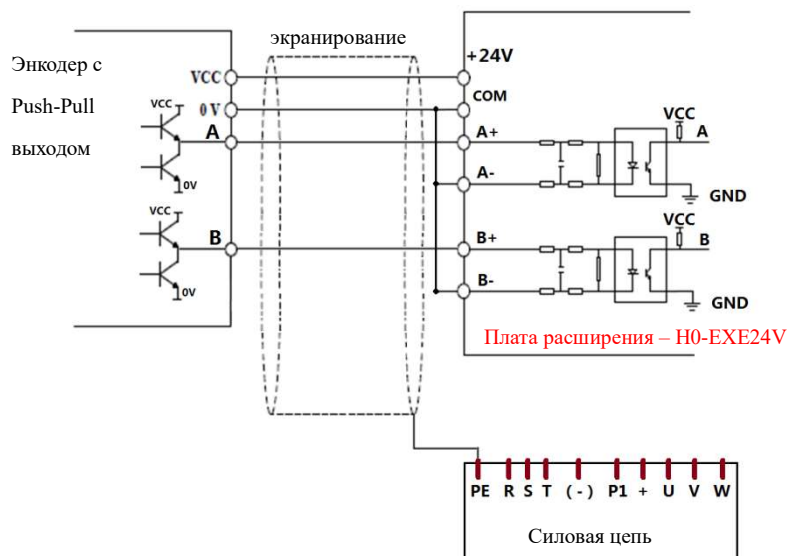 экранирование
Энкодер с
Push-Pull
выходом
VCC
0 V
A
VCC
0V
VCC
B
0V
+24V
COM
A+
A-
VCC
A
GND
B+
B-
VCC
B
GND
Плата расширения – H0-EXE24V
PE R S T (-) P1 + U V W
Силовая цепь